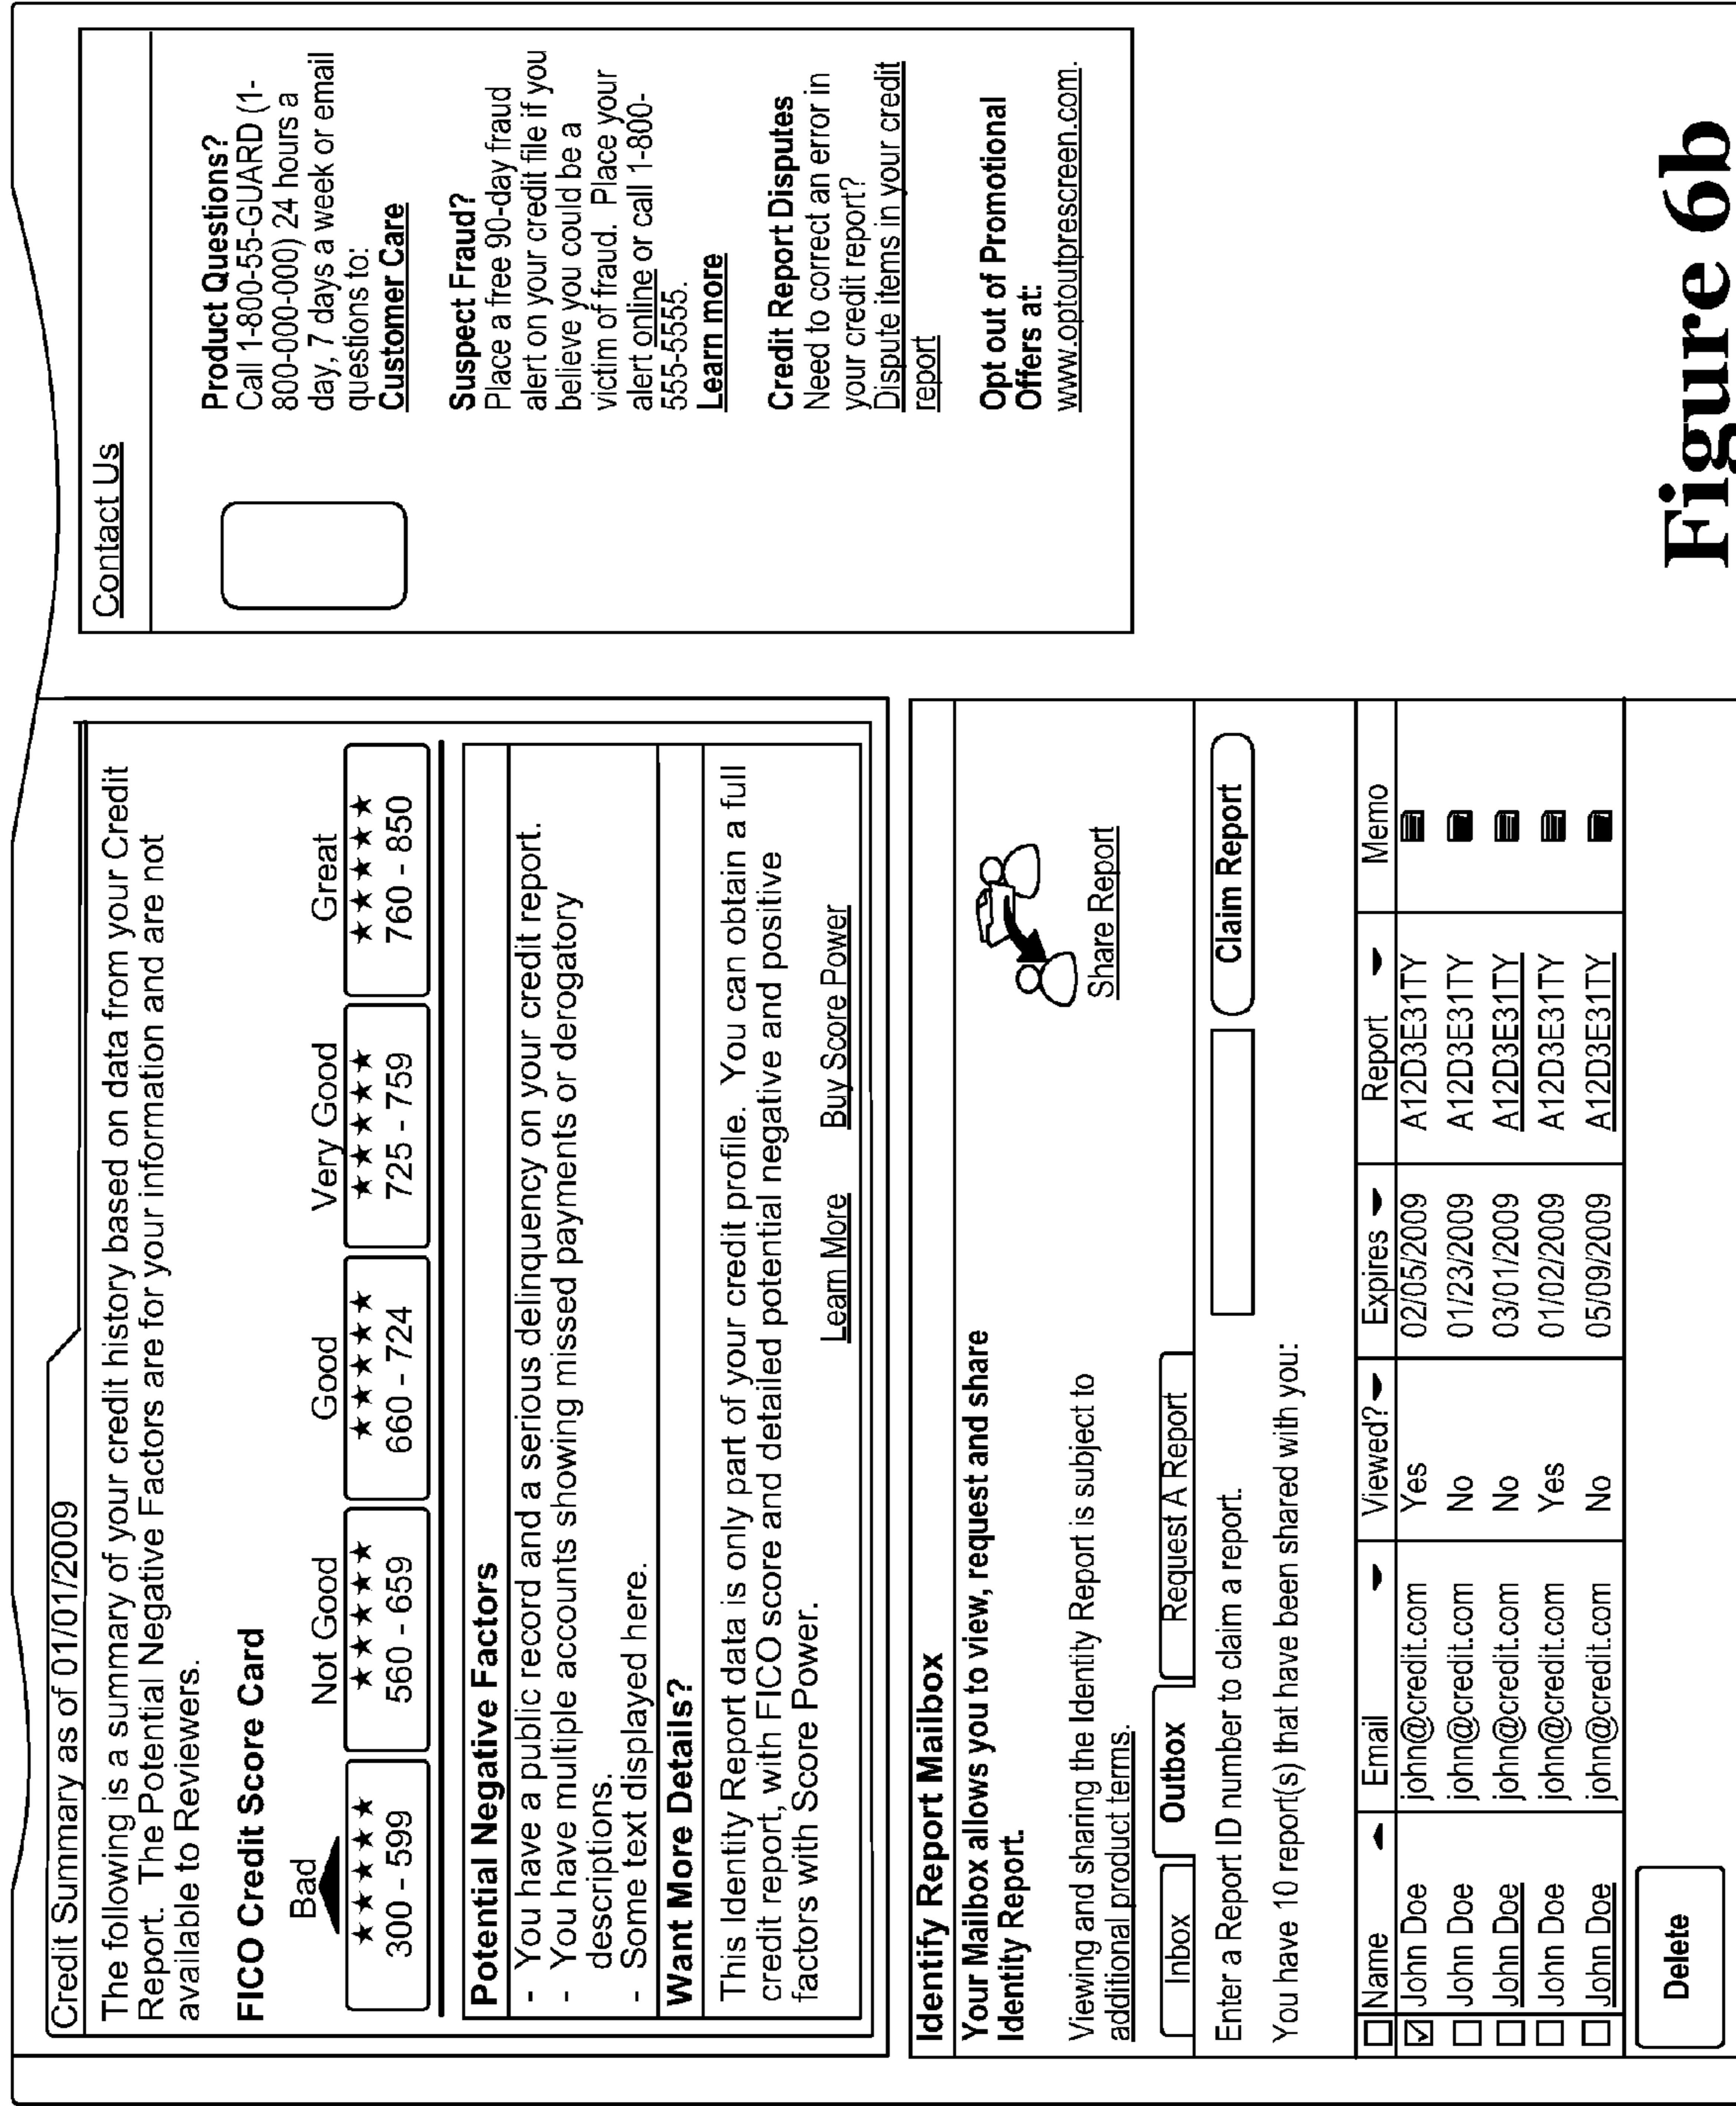 Credit Summary as of 01/01/2009
The following is a summary of your credit history based on data from your Credit
Report. The Potential Negative Factors are for your information and are not
available to Reviewers.
FICO Credit Score Card
Bad Not Good Good Very Good Great
★★★★★ ★★★★★ ★★★★★ ★★★★★ ★★★★★
300 - 599 560 - 659 660 - 724 725 - 759 760 - 850
Potential Negative Factors
- You have a public record and a serious delinquency on your credit report.
- You have multiple accounts showing missed payments or derogatory
descriptions.
- Some text displayed here.
Want More Details?
This Identity Report data is only part of your credit profile. You can obtain a full
credit report, with FICO score and detailed potential negative and positive
factors with Score Power.
Learn More Buy Score Power
Identify Report Mailbox
Your Mailbox allows you to view, request and share
Identity Report.
Viewing and sharing the Identity Report is subject to
additional product terms.
Share Report
Inbox Outbox Request A Report
Enter a Report ID number to claim a report.
Claim Report
You have 10 report(s) that have been shared with you:
Name Email Viewed? Expires Report Memo
John Doe john@credit.com Yes 02/05/2009 A12D3E31TY
John Doe john@credit.com No 01/23/2009 A12D3E31TY
John Doe john@credit.com No 03/01/2009 A12D3E31TY
John Doe john@credit.com Yes 01/02/2009 A12D3E31TY
John Doe john@credit.com No 05/09/2009 A12D3E31TY
Delete
Contact Us
Product Questions?
Call 1-800-55-GUARD (1-
800-000-000) 24 hours a
day, 7 days a week or email
questions to:
Customer Care
Suspect Fraud?
Place a free 90-day fraud
alert on your credit file if you
believe you could be a
victim of fraud. Place your
alert online or call 1-800-
555-5555.
Learn more
Credit Report Disputes
Need to correct an error in
your credit report?
Dispute items in your credit
report
Opt out of Promotional
Offers at:
www.optoutprescreen.com.
Figure 6b